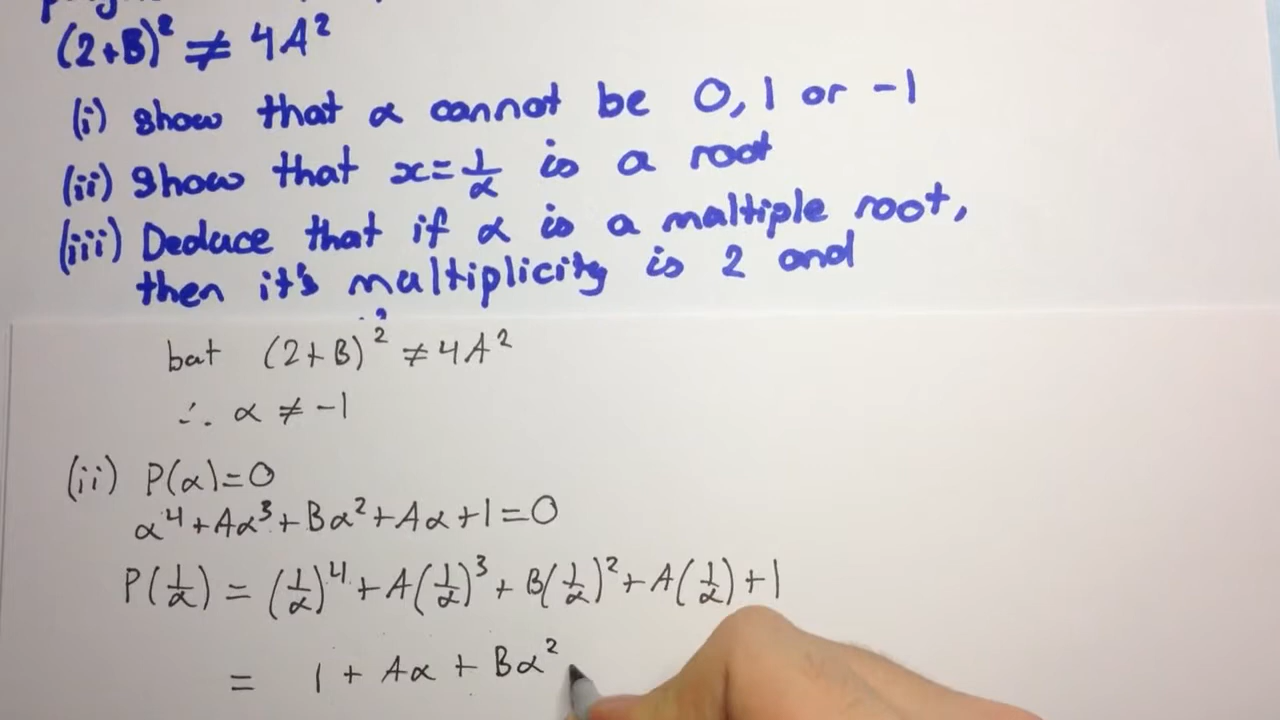 (2+B)² ≠ 4A²
(i) Show that α cannot be 0, 1 or -1
(ii) Show that x = 1/α is a root
(iii) Deduce that if α is a multiple root,
then it's multiplicity is 2 and
but (2+B)² ≠ 4A²
∴ α ≠ -1
(ii) P(α)=0
α⁴+Aα³+Bα²+Aα+1=0
P(1/α) = (1/α)⁴ + A(1/α)³ + B(1/α)² + A(1/α) + 1
= 1 + Aα + Bα²